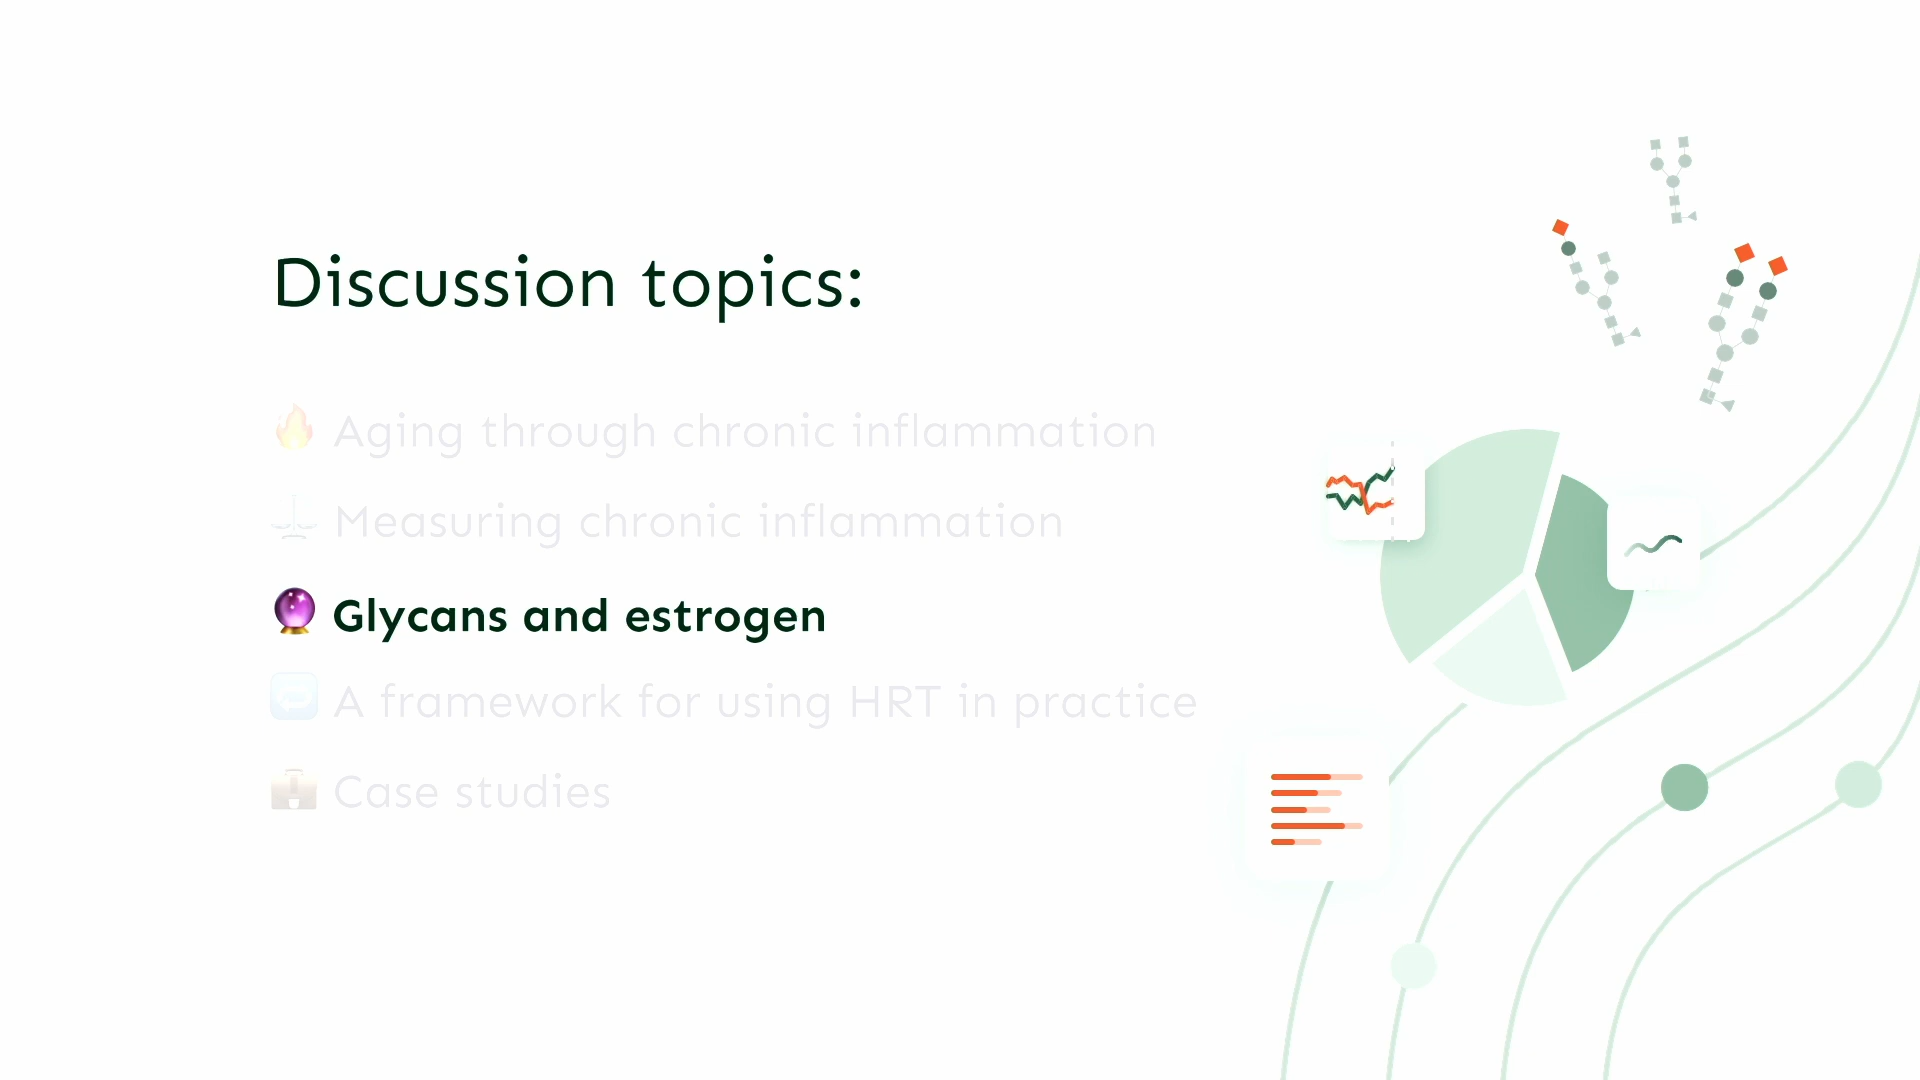 Discussion topics:
Aging through chronic inflammation
Measuring chronic inflammation
Glycans and estrogen
A framework for using HRT in practice
Case studies